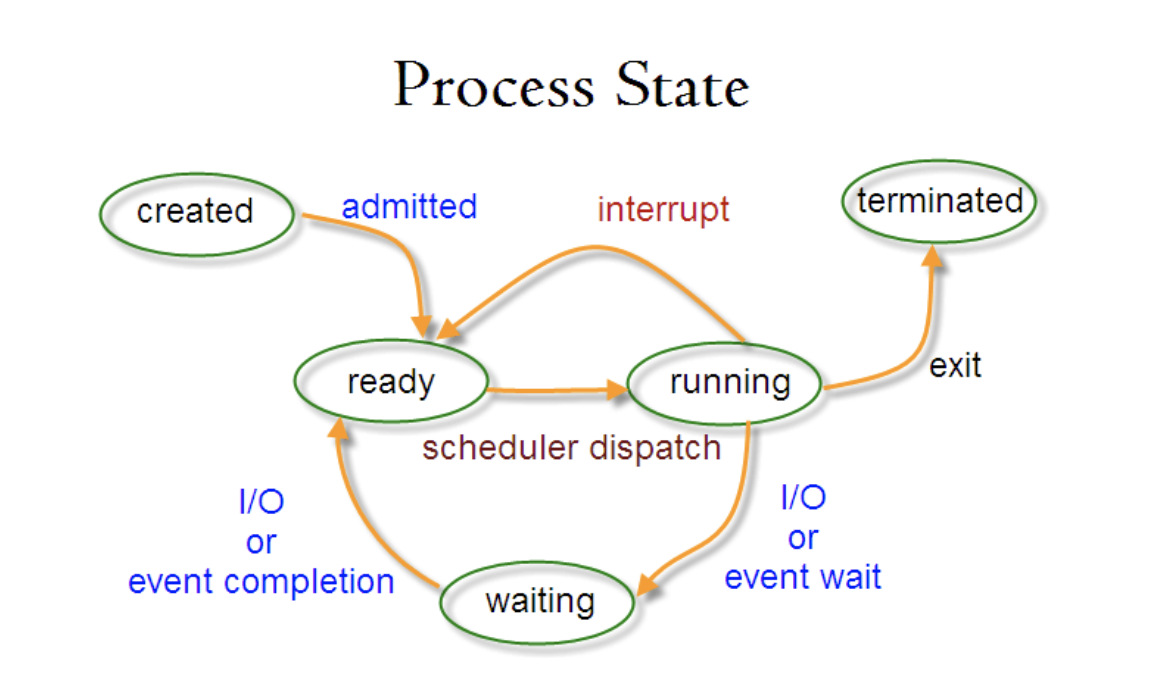 Process State
created
admitted
interrupt
terminated
ready
running
exit
scheduler dispatch
I/O
or
event completion
I/O
or
event wait
waiting